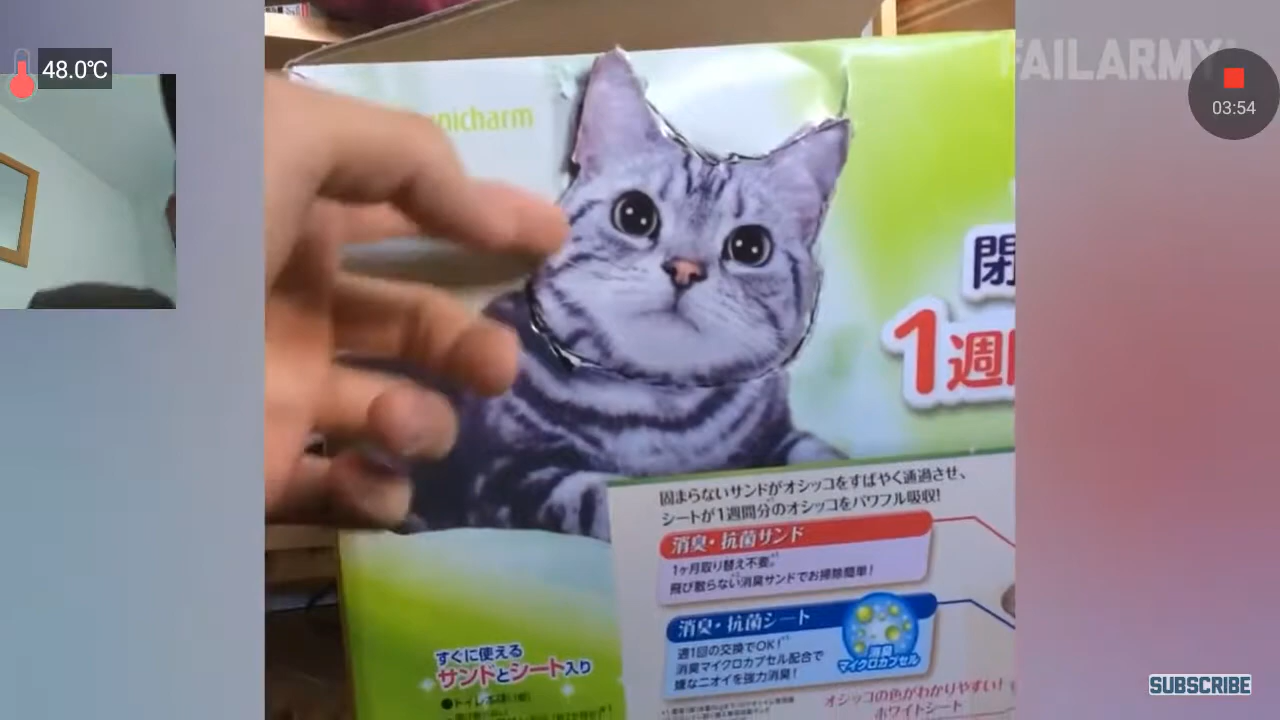 48.0℃
FAILARMY
03:54
unicharm
閉
1週
固まらないサンドがオシッコをすばやく通過させ、
シートが1週間分のオシッコをパワフル吸収!
消臭・抗菌サンド
1ヶ月取り替え不要。
飛び散らない消臭サンドでお掃除簡単!
消臭・抗菌シート
週1回の交換でOK!
消臭マイクロカプセル配合で
嫌なニオイを強力消臭!
消臭
マイクロカプセル
すぐに使える
サンドとシート入り
オシッコの色がわかりやすい!
ホワイトシート
SUBSCRIBE